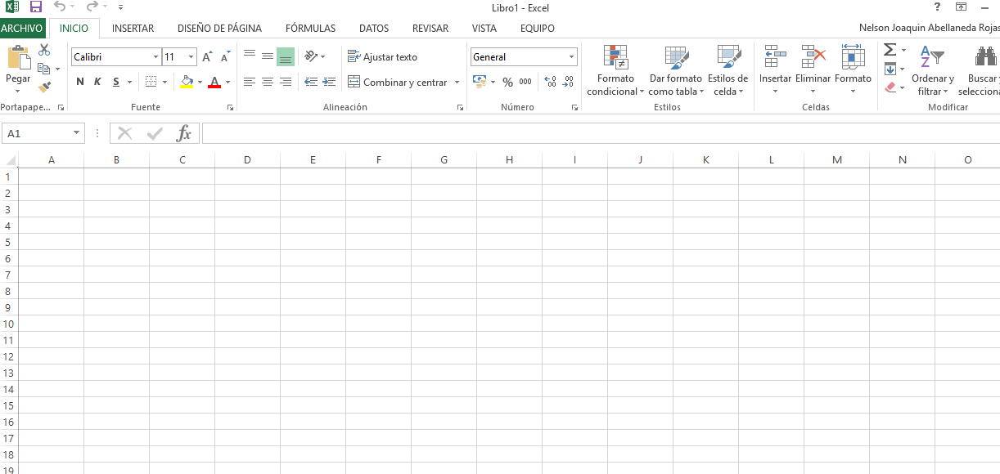 Libro1 - Excel
ARCHIVO INICIO INSERTAR DISEÑO DE PÁGINA FÓRMULAS DATOS REVISAR VISTA EQUIPO Nelson Joaquin Abellaneda Rojas
Calibri 11 Ajustar texto General
Pegar N K S Combinar y centrar % 000
Formato condicional Dar formato como tabla Estilos de celda Insertar Eliminar Formato Ordenar y filtrar Buscar y
Portapape... Fuente Alineación Número Estilos Celdas Modificar
A1 fx
A B C D E F G H I J K L M N O
1
2
3
4
5
6
7
8
9
10
11
12
13
14
15
16
17
18
19